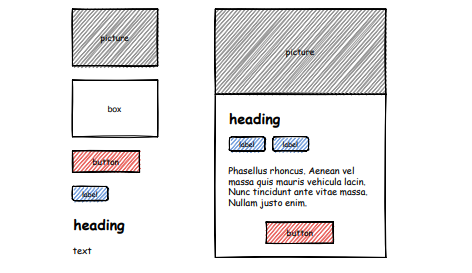 picture
box
button
label
heading
text
picture
heading
label label
Phasellus rhoncus. Aenean vel
massa quis mauris vehicula lacin.
Nunc tincidunt ante vitae massa.
Nullam justo enim.
button